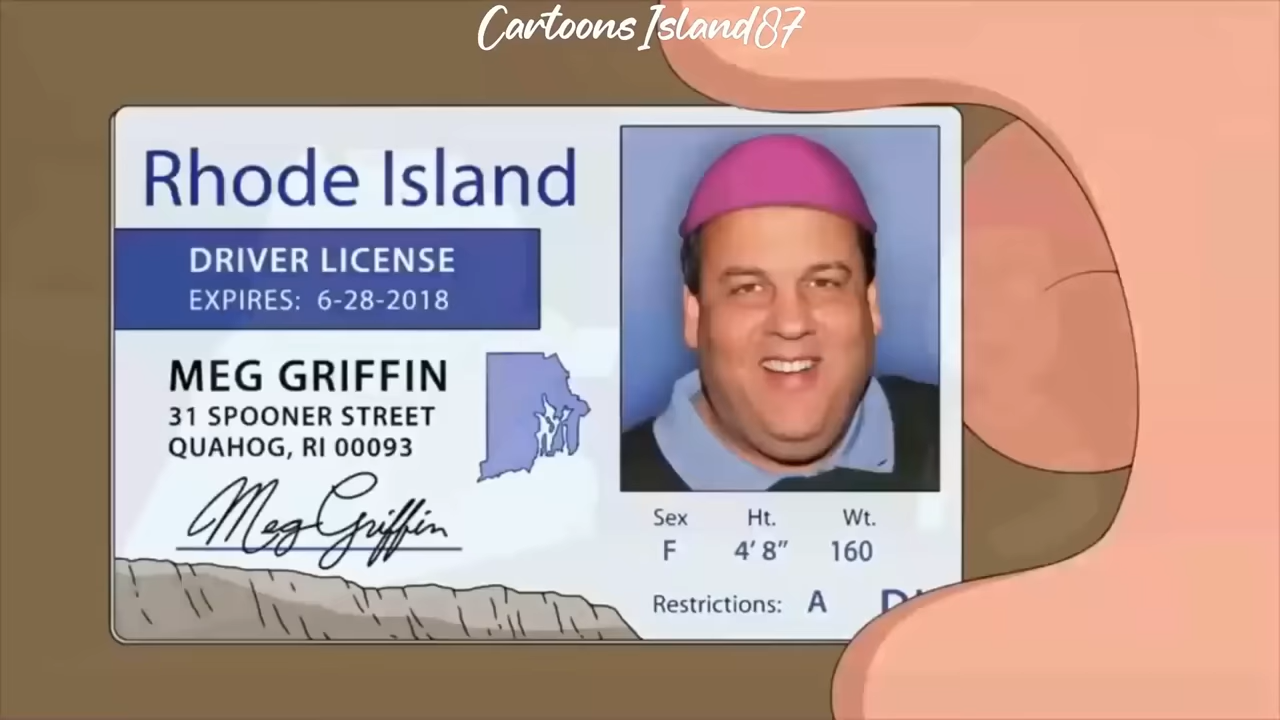 Cartoons Island87
Rhode Island
DRIVER LICENSE
EXPIRES: 6-28-2018
MEG GRIFFIN
31 SPOONER STREET
QUAHOG, RI 00093
Meg Griffin
Sex Ht. Wt.
F 4' 8" 160
Restrictions: A